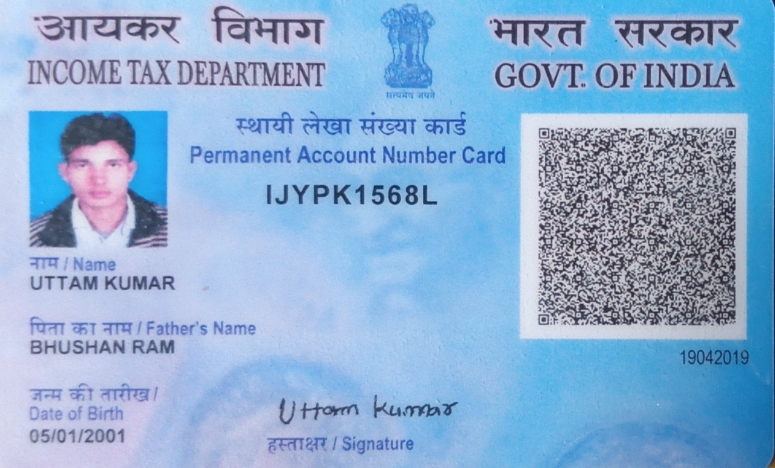 आयकर विभाग
INCOME TAX DEPARTMENT
सत्यमेव जयते
भारत सरकार
GOVT. OF INDIA
स्थायी लेखा संख्या कार्ड
Permanent Account Number Card
IJYPK1568L
नाम / Name
UTTAM KUMAR
पिता का नाम / Father's Name
BHUSHAN RAM
19042019
जन्म की तारीख /
Date of Birth
05/01/2001
Uttam Kumar
हस्ताक्षर / Signature